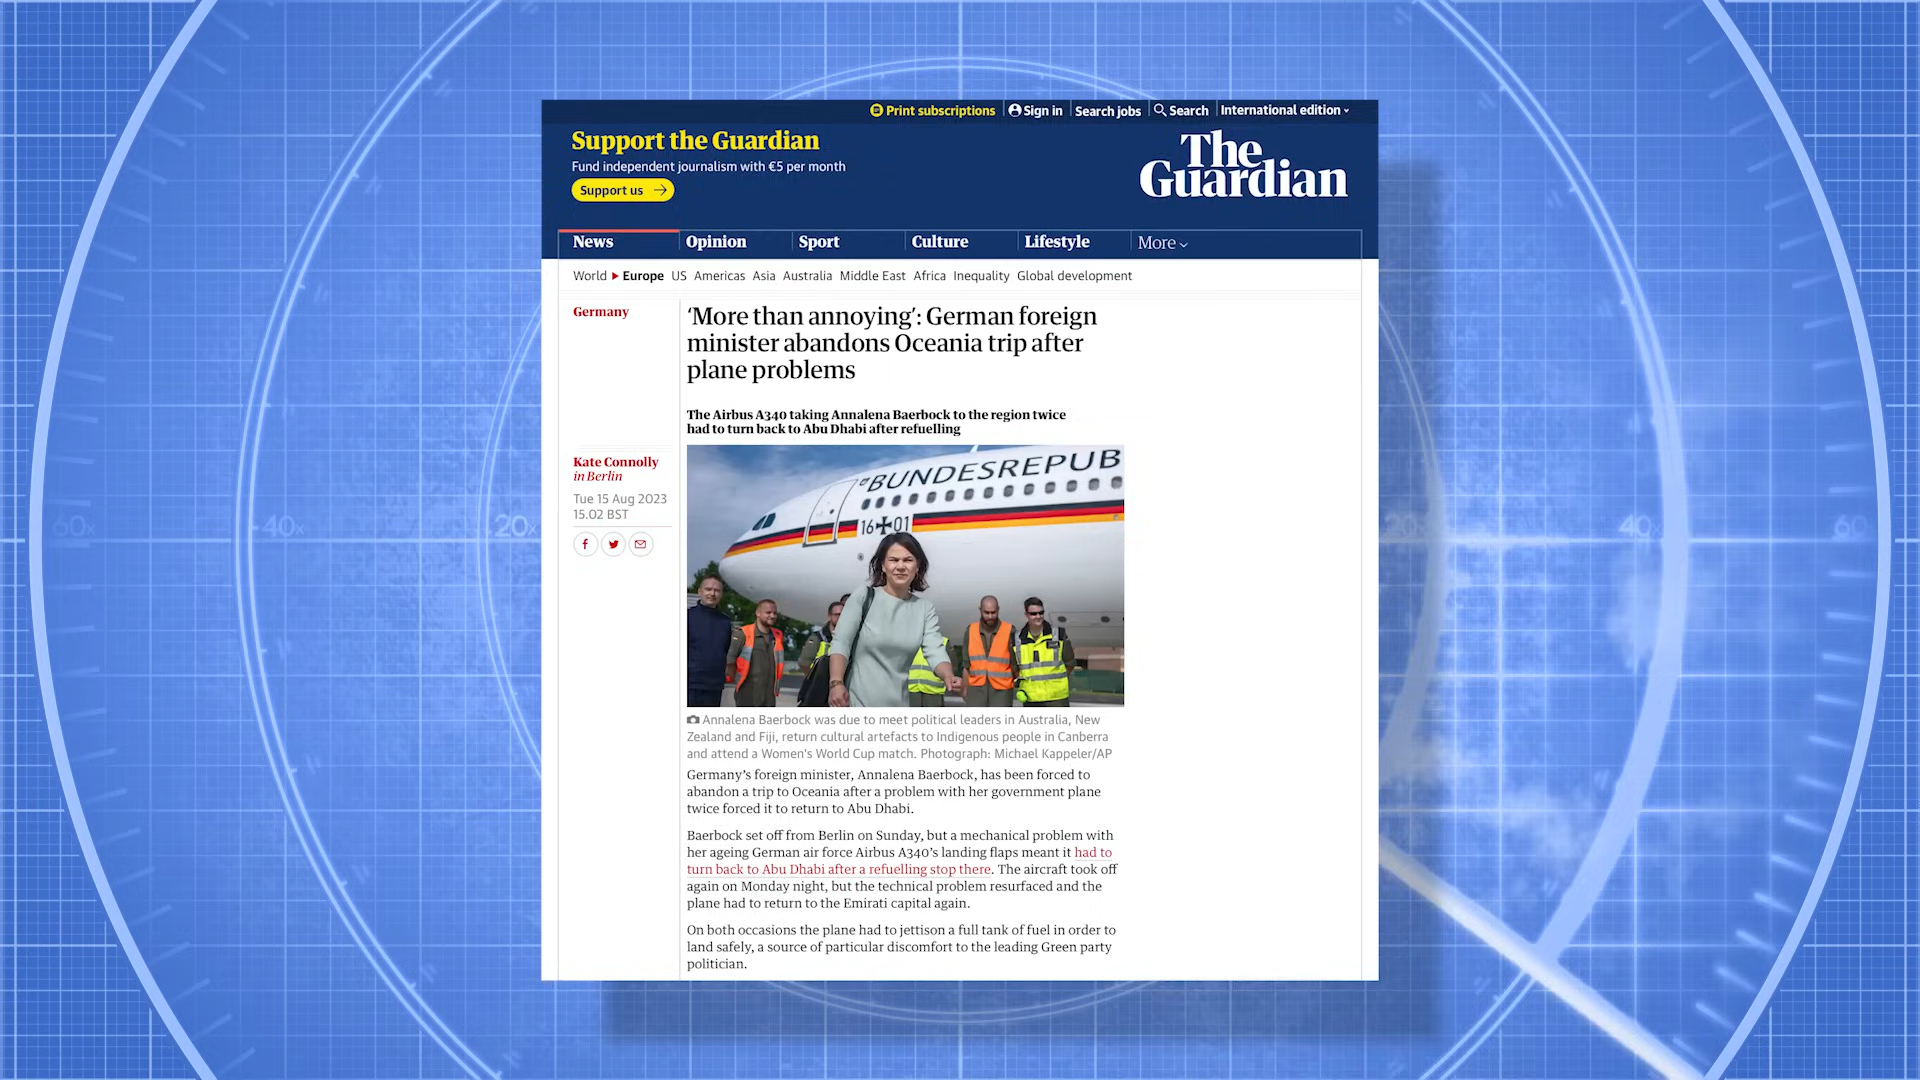 Print subscriptions
Sign in
Search jobs
Search
International edition
Support the Guardian
Fund independent journalism with €5 per month
Support us
The
Guardian
News
Opinion
Sport
Culture
Lifestyle
More
World
Europe
US
Americas
Asia
Australia
Middle East
Africa
Inequality
Global development
Germany
‘More than annoying’: German foreign
minister abandons Oceania trip after
plane problems
The Airbus A340 taking Annalena Baerbock to the region twice
had to turn back to Abu Dhabi after refuelling
Kate Connolly
in Berlin
Tue 15 Aug 2023
15.02 BST
BUNDESREPUB
16 01
Annalena Baerbock was due to meet political leaders in Australia, New
Zealand and Fiji, return cultural artefacts to Indigenous people in Canberra
and attend a Women's World Cup match. Photograph: Michael Kappeler/AP
Germany’s foreign minister, Annalena Baerbock, has been forced to
abandon a trip to Oceania after a problem with her government plane
twice forced it to return to Abu Dhabi.
Baerbock set off from Berlin on Sunday, but a mechanical problem with
her ageing German air force Airbus A340’s landing flaps meant it had to
turn back to Abu Dhabi after a refuelling stop there. The aircraft took off
again on Monday night, but the technical problem resurfaced and the
plane had to return to the Emirati capital again.
On both occasions the plane had to jettison a full tank of fuel in order to
land safely, a source of particular discomfort to the leading Green party
politician.
60x
40x
20x
20x
40x
60